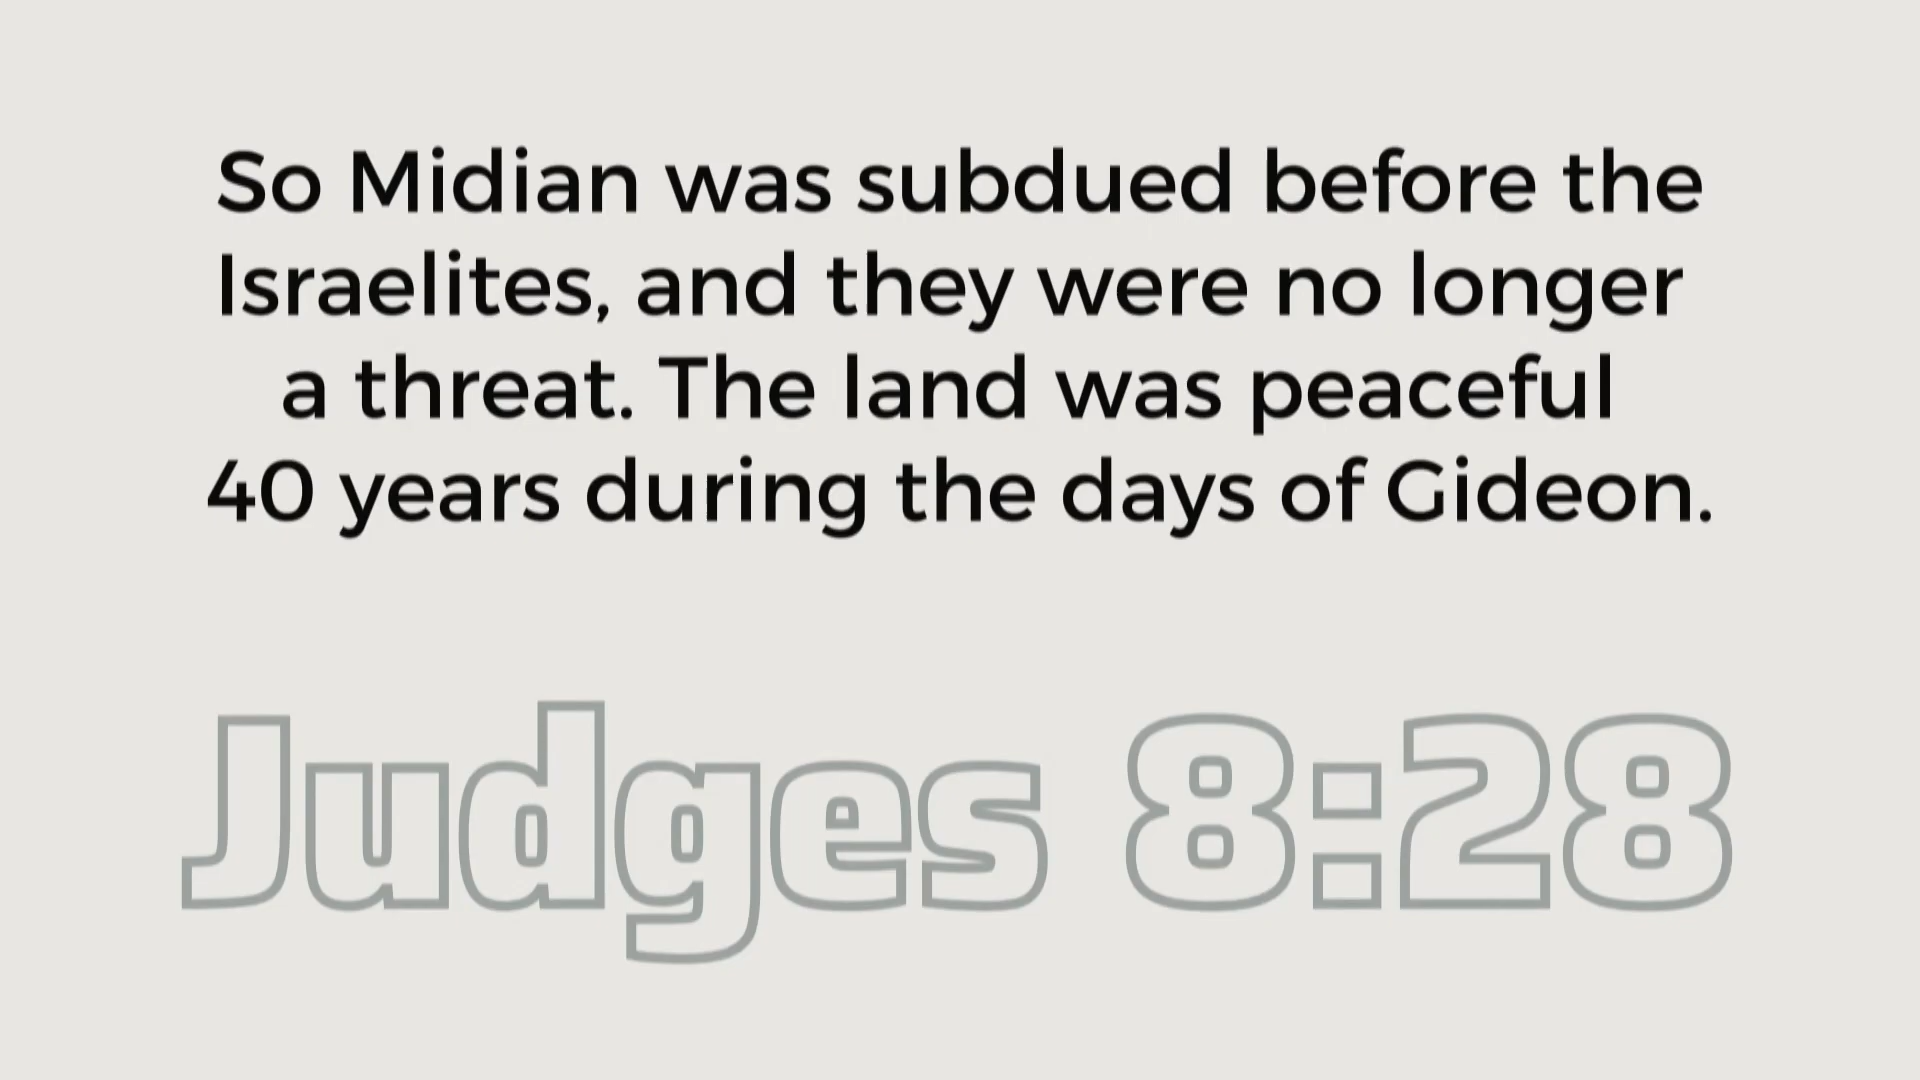 So Midian was subdued before the
Israelites, and they were no longer
a threat. The land was peaceful
40 years during the days of Gideon.
Judges 8:28